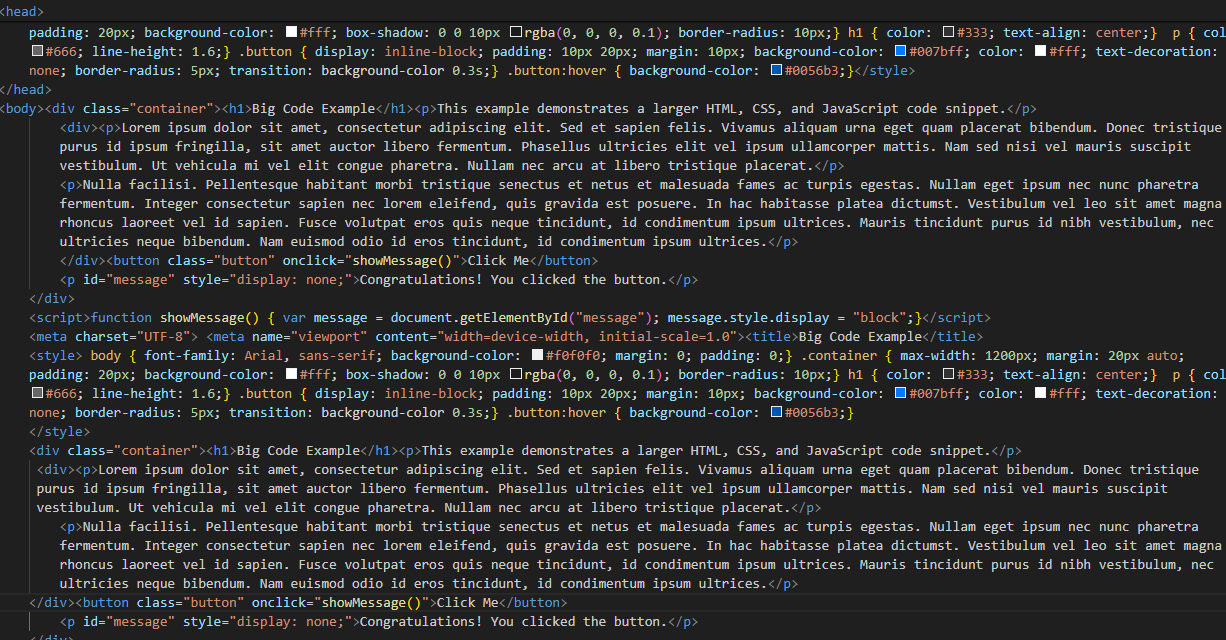 <head>
padding: 20px; background-color: #fff; box-shadow: 0 0 10px rgba(0, 0, 0, 0.1); border-radius: 10px;} h1 { color: #333; text-align: center;}  p { col
#666; line-height: 1.6;} .button { display: inline-block; padding: 10px 20px; margin: 10px; background-color: #007bff; color: #fff; text-decoration:
none; border-radius: 5px; transition: background-color 0.3s;} .button:hover { background-color: #0056b3;}</style>
</head>
<body><div class="container"><h1>Big Code Example</h1><p>This example demonstrates a larger HTML, CSS, and JavaScript code snippet.</p>
<div><p>Lorem ipsum dolor sit amet, consectetur adipiscing elit. Sed et sapien felis. Vivamus aliquam urna eget quam placerat bibendum. Donec tristique
purus id ipsum fringilla, sit amet auctor libero fermentum. Phasellus ultricies elit vel ipsum ullamcorper mattis. Nam sed nisi vel mauris suscipit
vestibulum. Ut vehicula mi vel elit congue pharetra. Nullam nec arcu at libero tristique placerat.</p>
<p>Nulla facilisi. Pellentesque habitant morbi tristique senectus et netus et malesuada fames ac turpis egestas. Nullam eget ipsum nec nunc pharetra
fermentum. Integer consectetur sapien nec lorem eleifend, quis gravida est posuere. In hac habitasse platea dictumst. Vestibulum vel leo sit amet magna
rhoncus laoreet vel id sapien. Fusce volutpat eros quis neque tincidunt, id condimentum ipsum ultrices. Mauris tincidunt purus id nibh vestibulum, nec
ultricies neque bibendum. Nam euismod odio id eros tincidunt, id condimentum ipsum ultrices.</p>
</div><button class="button" onclick="showMessage()">Click Me</button>
<p id="message" style="display: none;">Congratulations! You clicked the button.</p>
</div>
<script>function showMessage() { var message = document.getElementById("message"); message.style.display = "block";}</script>
<meta charset="UTF-8"> <meta name="viewport" content="width=device-width, initial-scale=1.0"><title>Big Code Example</title>
<style> body { font-family: Arial, sans-serif; background-color: #f0f0f0; margin: 0; padding: 0;} .container { max-width: 1200px; margin: 20px auto;
padding: 20px; background-color: #fff; box-shadow: 0 0 10px rgba(0, 0, 0, 0.1); border-radius: 10px;} h1 { color: #333; text-align: center;}  p { col
#666; line-height: 1.6;} .button { display: inline-block; padding: 10px 20px; margin: 10px; background-color: #007bff; color: #fff; text-decoration:
none; border-radius: 5px; transition: background-color 0.3s;} .button:hover { background-color: #0056b3;}
</style>
<div class="container"><h1>Big Code Example</h1><p>This example demonstrates a larger HTML, CSS, and JavaScript code snippet.</p>
<div><p>Lorem ipsum dolor sit amet, consectetur adipiscing elit. Sed et sapien felis. Vivamus aliquam urna eget quam placerat bibendum. Donec tristique
purus id ipsum fringilla, sit amet auctor libero fermentum. Phasellus ultricies elit vel ipsum ullamcorper mattis. Nam sed nisi vel mauris suscipit
vestibulum. Ut vehicula mi vel elit congue pharetra. Nullam nec arcu at libero tristique placerat.</p>
<p>Nulla facilisi. Pellentesque habitant morbi tristique senectus et netus et malesuada fames ac turpis egestas. Nullam eget ipsum nec nunc pharetra
fermentum. Integer consectetur sapien nec lorem eleifend, quis gravida est posuere. In hac habitasse platea dictumst. Vestibulum vel leo sit amet magna
rhoncus laoreet vel id sapien. Fusce volutpat eros quis neque tincidunt, id condimentum ipsum ultrices. Mauris tincidunt purus id nibh vestibulum, nec
ultricies neque bibendum. Nam euismod odio id eros tincidunt, id condimentum ipsum ultrices.</p>
</div><button class="button" onclick="showMessage()">Click Me</button>
<p id="message" style="display: none;">Congratulations! You clicked the button.</p>
</div>